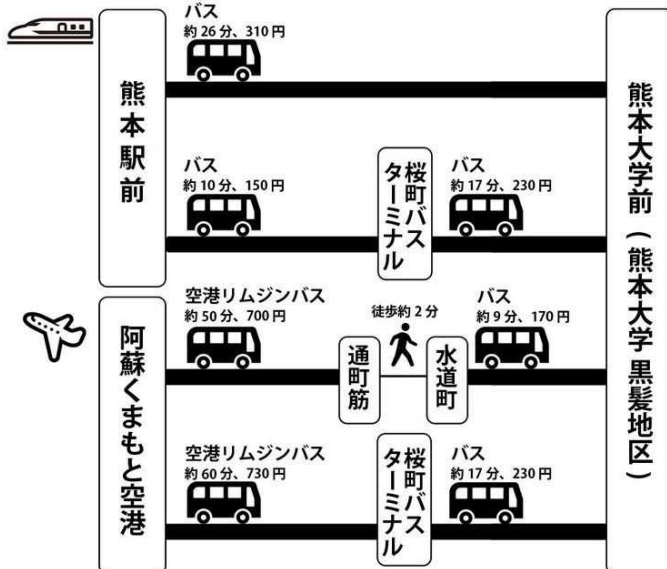 熊本駅前
バス
約26分、310円
バス
約10分、150円
桜町バス
ターミナル
バス
約17分、230円
阿蘇くまもと空港
空港リムジンバス
約50分、700円
通町筋
徒歩約2分
水道町
バス
約9分、170円
空港リムジンバス
約60分、730円
桜町バス
ターミナル
バス
約17分、230円
熊本大学前（熊本大学 黒髪地区）